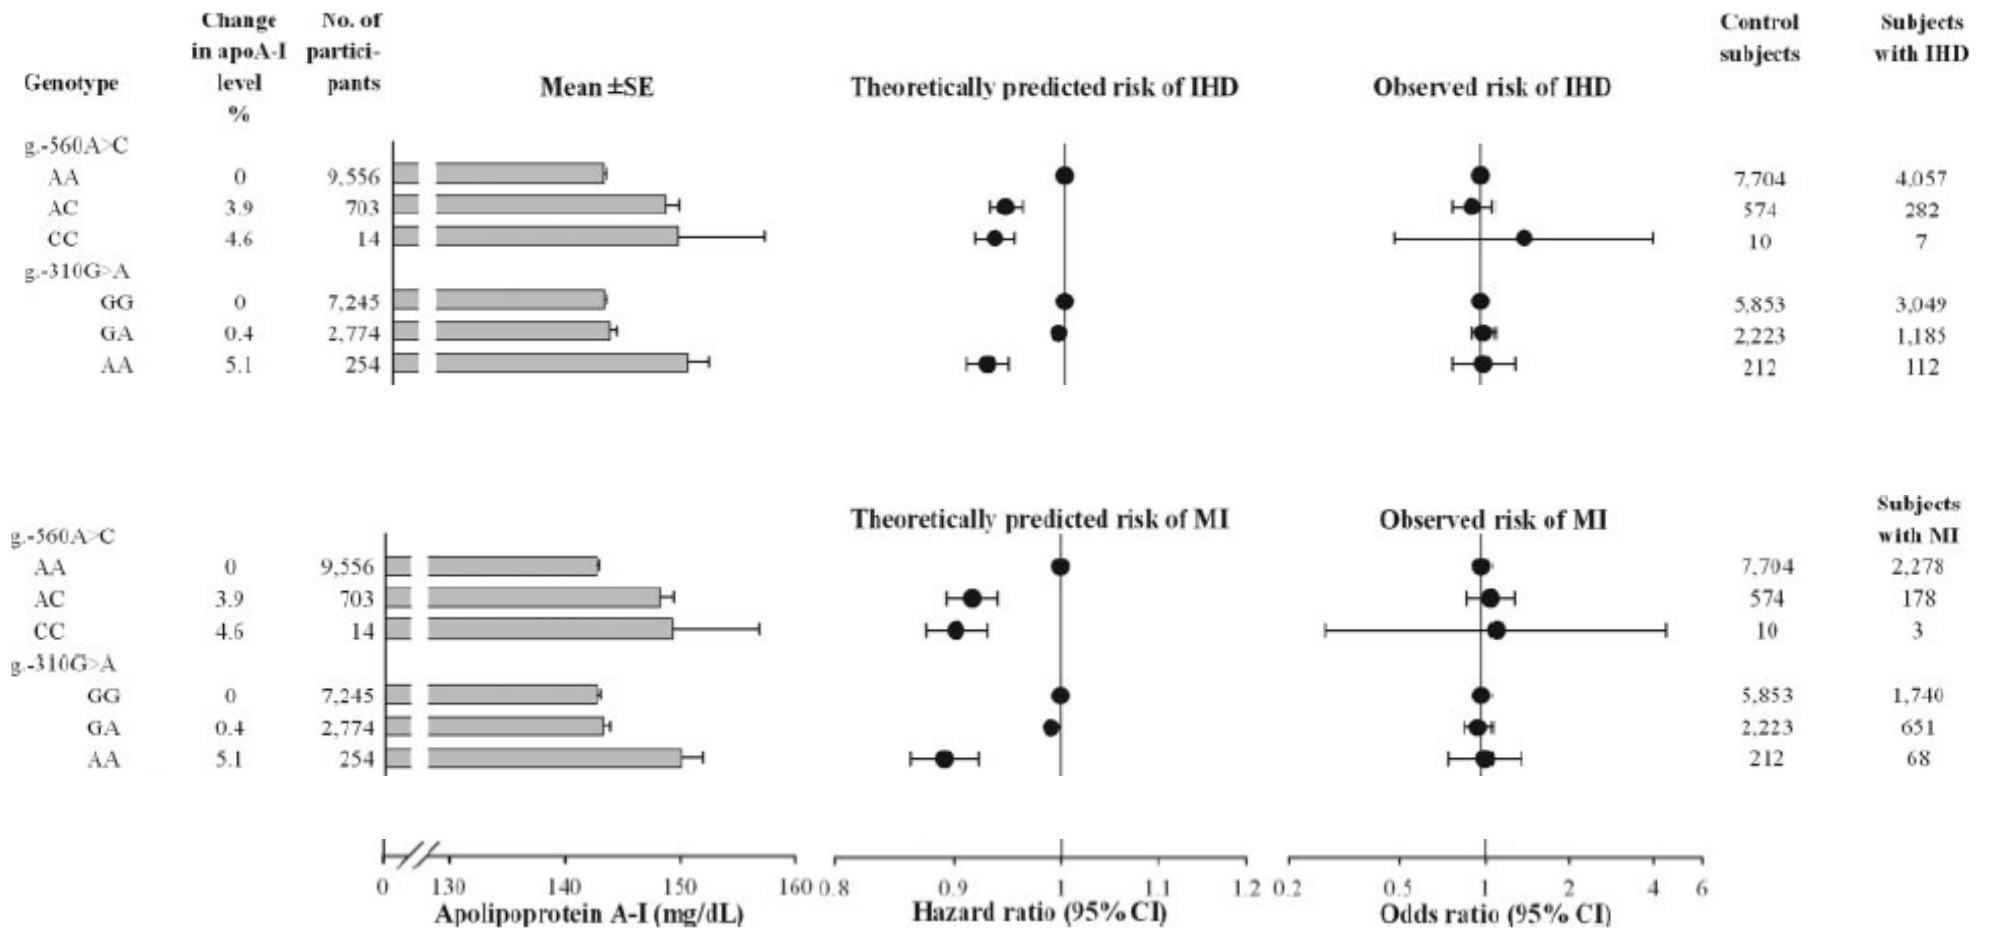 Change No. of Control Subjects
in apoA-I partici- subjects with IHD
Genotype level pants Mean ±SE Theoretically predicted risk of IHD Observed risk of IHD
%
g.-560A>C
AA 0 9,556 7,704 4,057
AC 3.9 703 574 282
CC 4.6 14 10 7
g.-310G>A
GG 0 7,245 5,853 3,049
GA 0.4 2,774 2,223 1,185
AA 5.1 254 212 112
Subjects
Theoretically predicted risk of MI Observed risk of MI with MI
g.-560A>C
AA 0 9,556 7,704 2,278
AC 3.9 703 574 178
CC 4.6 14 10 3
g.-310G>A
GG 0 7,245 5,853 1,740
GA 0.4 2,774 2,223 651
AA 5.1 254 212 68
0 130 140 150 160 0.8 0.9 1 1.1 1.2 0.2 0.5 1 2 4 6
Apolipoprotein A-I (mg/dL) Hazard ratio (95% CI) Odds ratio (95% CI)